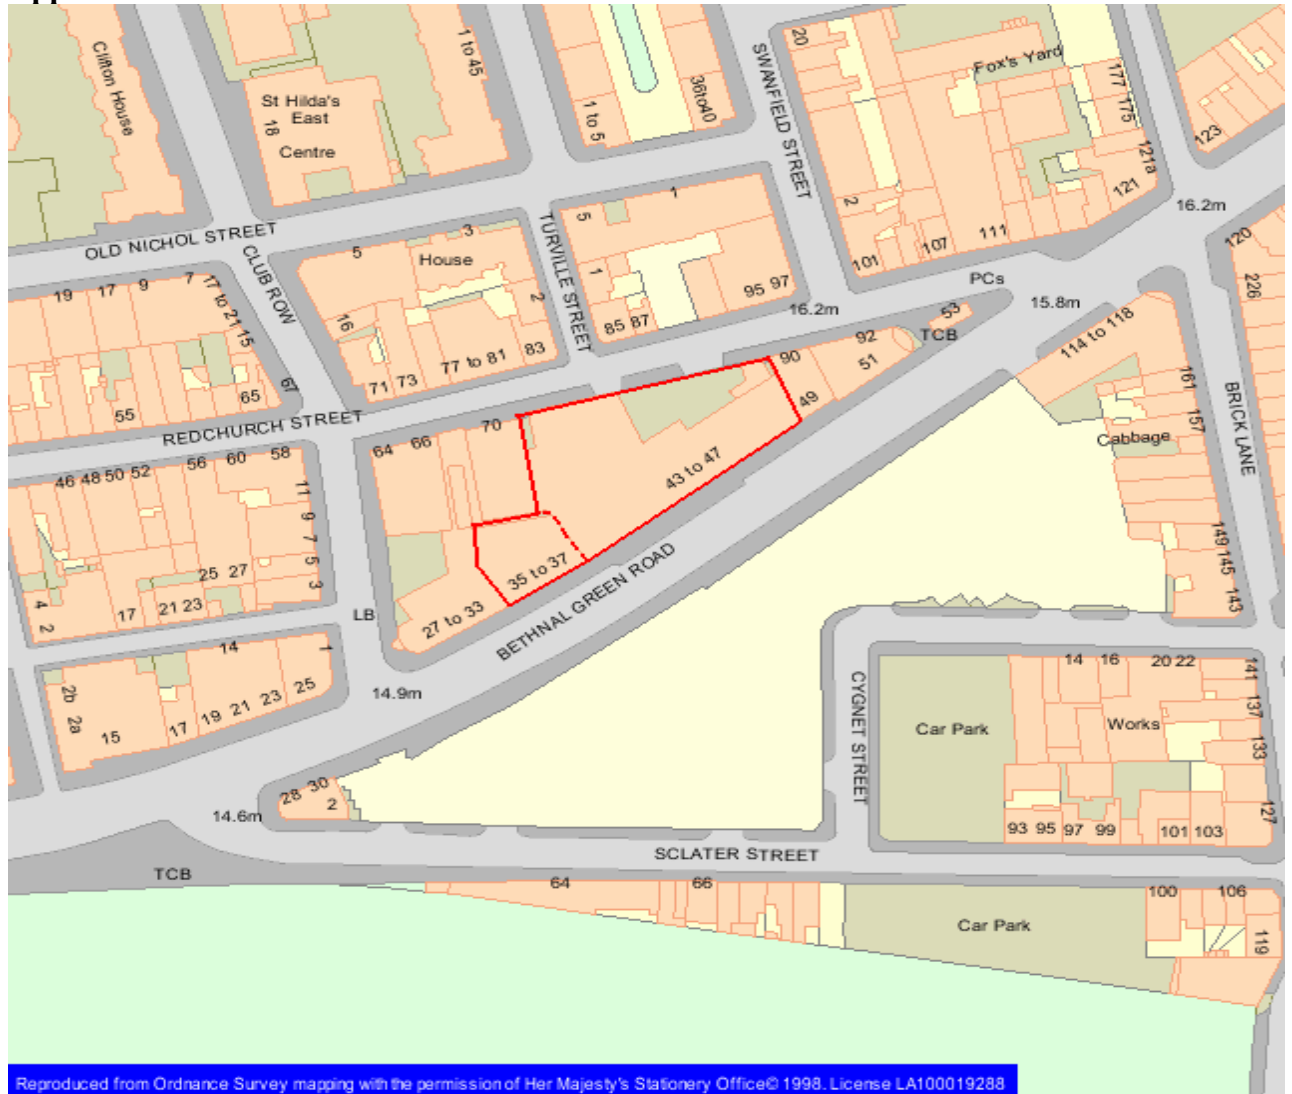 Clifton House
1 to 45
St Hilda's
East
18
Centre
1 to 5
36to40
SWANFIELD STREET
20
Fox's Yard
177
175
121a
121
123
16.2m
OLD NICHOL STREET
CLUB ROW
5
3
House
TURVILLE STREET
5
1
1
2
101
107
111
PCs
15.8m
120
226
19
17
9
7
17 to 21
15
16
2
85 87
95 97
16.2m
53
TCB
92
51
90
49
114 to 118
161
157
BRICK LANE
Cabbage
55
65
67
71 73
77 to 81
83
REDCHURCH STREET
64
66
70
43 to 47
46 48 50 52
56
60
58
11
9
7
5
3
25 27
17
21 23
4
2
35 to 37
27 to 33
LB
BETHNAL GREEN ROAD
149
145
143
14
1
2b
2a
15
17
19
21
23
25
14.9m
CYGNET STREET
Car Park
14
16
20 22
141
137
133
127
Works
28 30
2
14.6m
93 95 97 99
101 103
SCLATER STREET
TCB
64
66
Car Park
100
106
119
Reproduced from Ordnance Survey mapping with the permission of Her Majesty's Stationery Office© 1998. License LA100019288